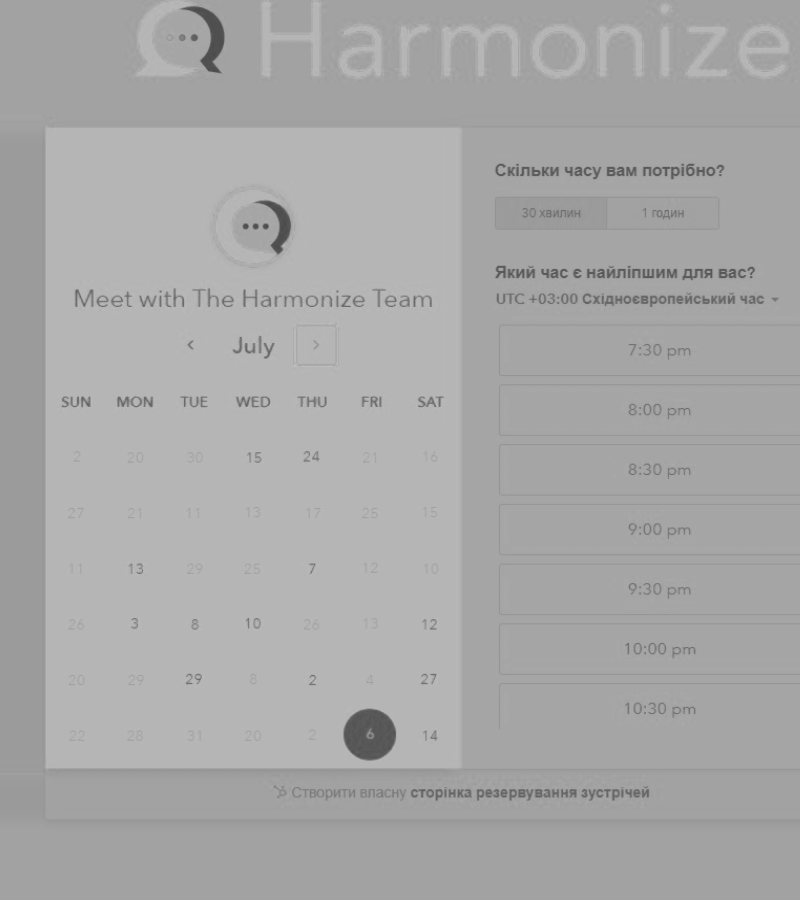 Harmonize
Meet with The Harmonize Team
July
SUN MON TUE WED THU FRI SAT
2 20 30 15 24 21 16
27 21 11 13 17 25 15
11 13 29 25 7 12 10
26 3 8 10 26 13 12
20 29 29 8 2 4 27
22 28 31 20 2 6 14
Скільки часу вам потрібно?
30 хвилин 1 годин
Який час є найліпшим для вас?
UTC +03:00 Східноєвропейський час
7:30 pm
8:00 pm
8:30 pm
9:00 pm
9:30 pm
10:00 pm
10:30 pm
Створити власну сторінка резервування зустрічей